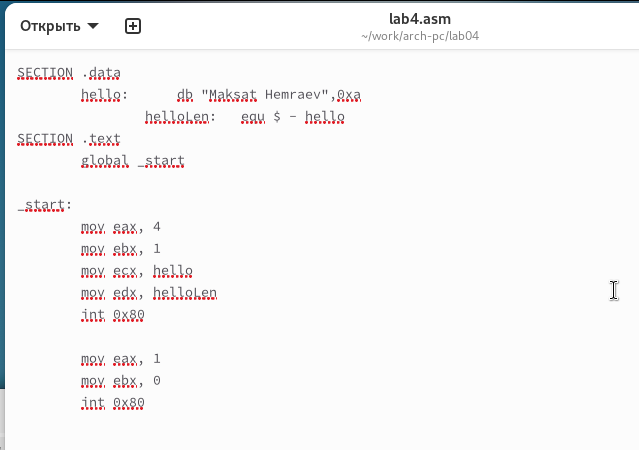 Открыть
lab4.asm
~/work/arch-pc/lab04
SECTION .data
hello: db "Maksat Hemraev",0xa
helloLen: equ $ - hello
SECTION .text
global _start
_start:
mov eax, 4
mov ebx, 1
mov ecx, hello
mov edx, helloLen
int 0x80
mov eax, 1
mov ebx, 0
int 0x80